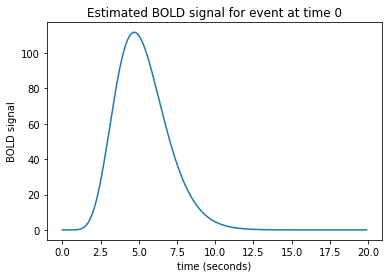 Estimated BOLD signal for event at time 0
BOLD signal
100
80
60
40
20
0
0.0 2.5 5.0 7.5 10.0 12.5 15.0 17.5 20.0
time (seconds)